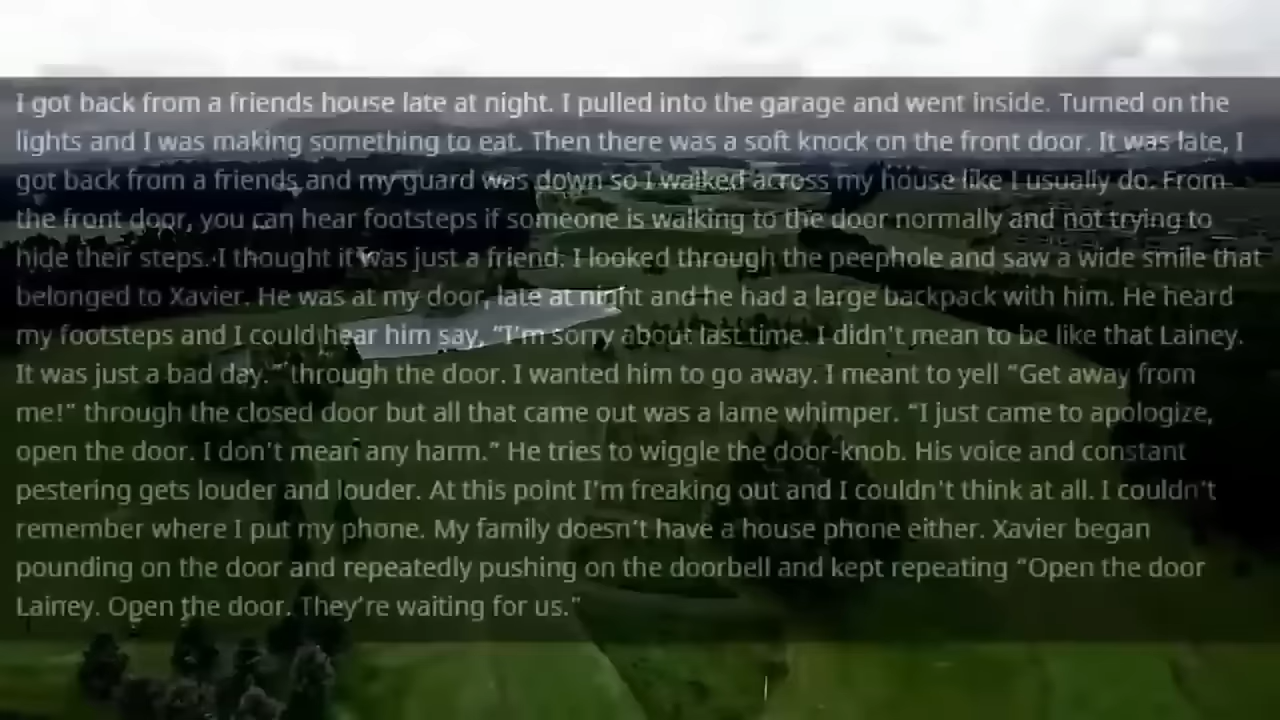 I got back from a friends house late at night. I pulled into the garage and went inside. Turned on the
lights and I was making something to eat. Then there was a soft knock on the front door. It was late, I
got back from a friends and my guard was down so I walked across my house like I usually do. From
the front door, you can hear footsteps if someone is walking to the door normally and not trying to
hide their steps. I thought it was just a friend. I looked through the peephole and saw a wide smile that
belonged to Xavier. He was at my door, late at night and he had a large backpack with him. He heard
my footsteps and I could hear him say, “I'm sorry about last time. I didn't mean to be like that Lainey.
It was just a bad day.” through the door. I wanted him to go away. I meant to yell “Get away from
me!” through the closed door but all that came out was a lame whimper. “I just came to apologize,
open the door. I don't mean any harm.” He tries to wiggle the door-knob. His voice and constant
pestering gets louder and louder. At this point I'm freaking out and I couldn't think at all. I couldn't
remember where I put my phone. My family doesn't have a house phone either. Xavier began
pounding on the door and repeatedly pushing on the doorbell and kept repeating “Open the door
Lainey. Open the door. They're waiting for us.”